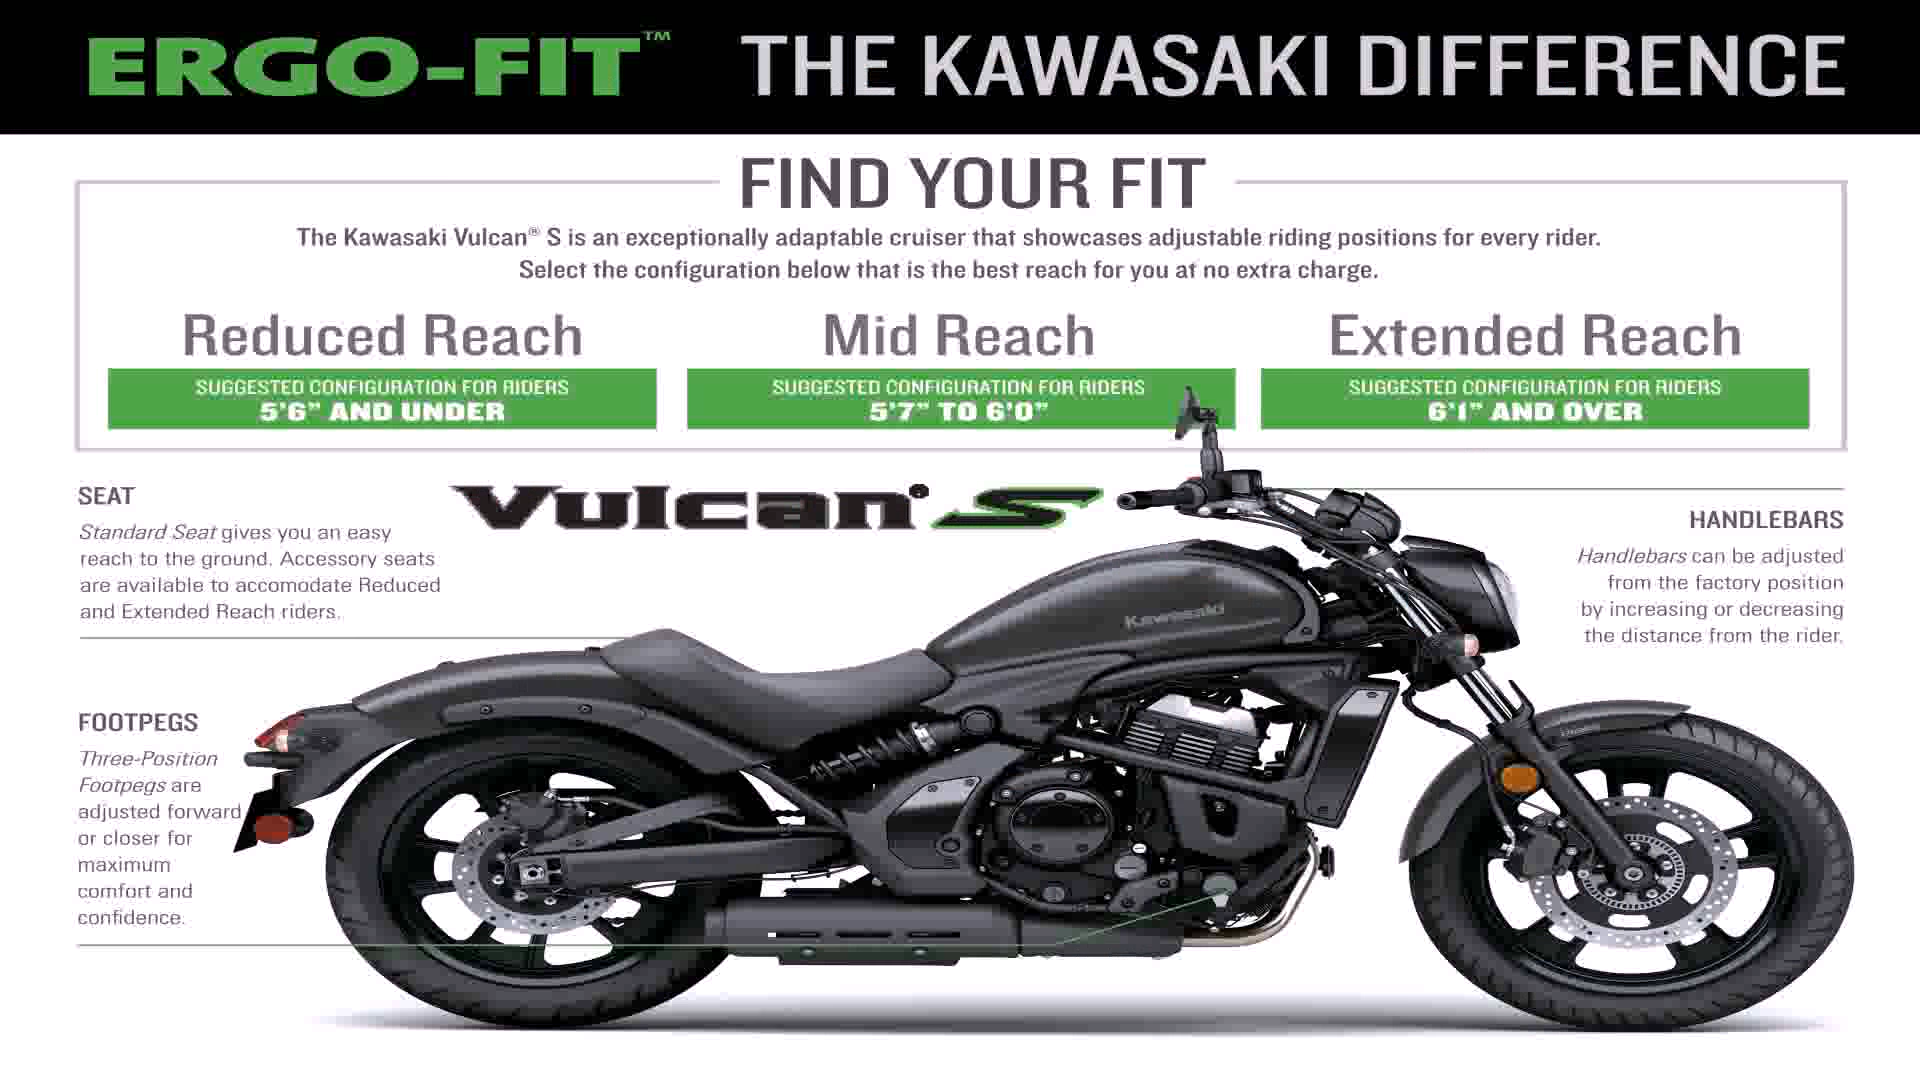 ERGO-FIT™ THE KAWASAKI DIFFERENCE
FIND YOUR FIT
The Kawasaki Vulcan® S is an exceptionally adaptable cruiser that showcases adjustable riding positions for every rider.
Select the configuration below that is the best reach for you at no extra charge.
Reduced Reach
SUGGESTED CONFIGURATION FOR RIDERS
5'6" AND UNDER
Mid Reach
SUGGESTED CONFIGURATION FOR RIDERS
5'7" TO 6'0"
Extended Reach
SUGGESTED CONFIGURATION FOR RIDERS
6'1" AND OVER
Vulcan® S
SEAT
Standard Seat gives you an easy
reach to the ground. Accessory seats
are available to accomodate Reduced
and Extended Reach riders.
HANDLEBARS
Handlebars can be adjusted
from the factory position
by increasing or decreasing
the distance from the rider.
Kawasaki
FOOTPEGS
Three-Position
Footpegs are
adjusted forward
or closer for
maximum
comfort and
confidence.